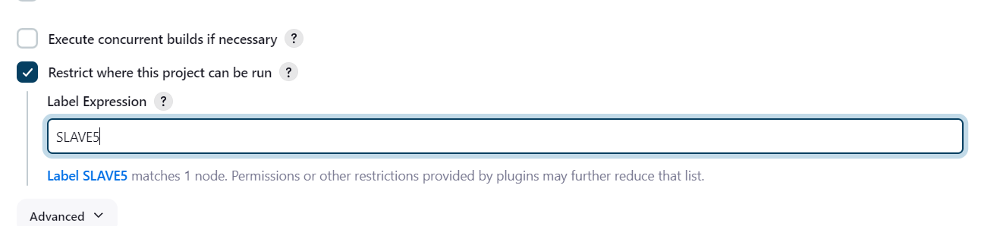 Execute concurrent builds if necessary ?
Restrict where this project can be run ?
Label Expression ?
SLAVE5
Label SLAVE5 matches 1 node. Permissions or other restrictions provided by plugins may further reduce that list.
Advanced